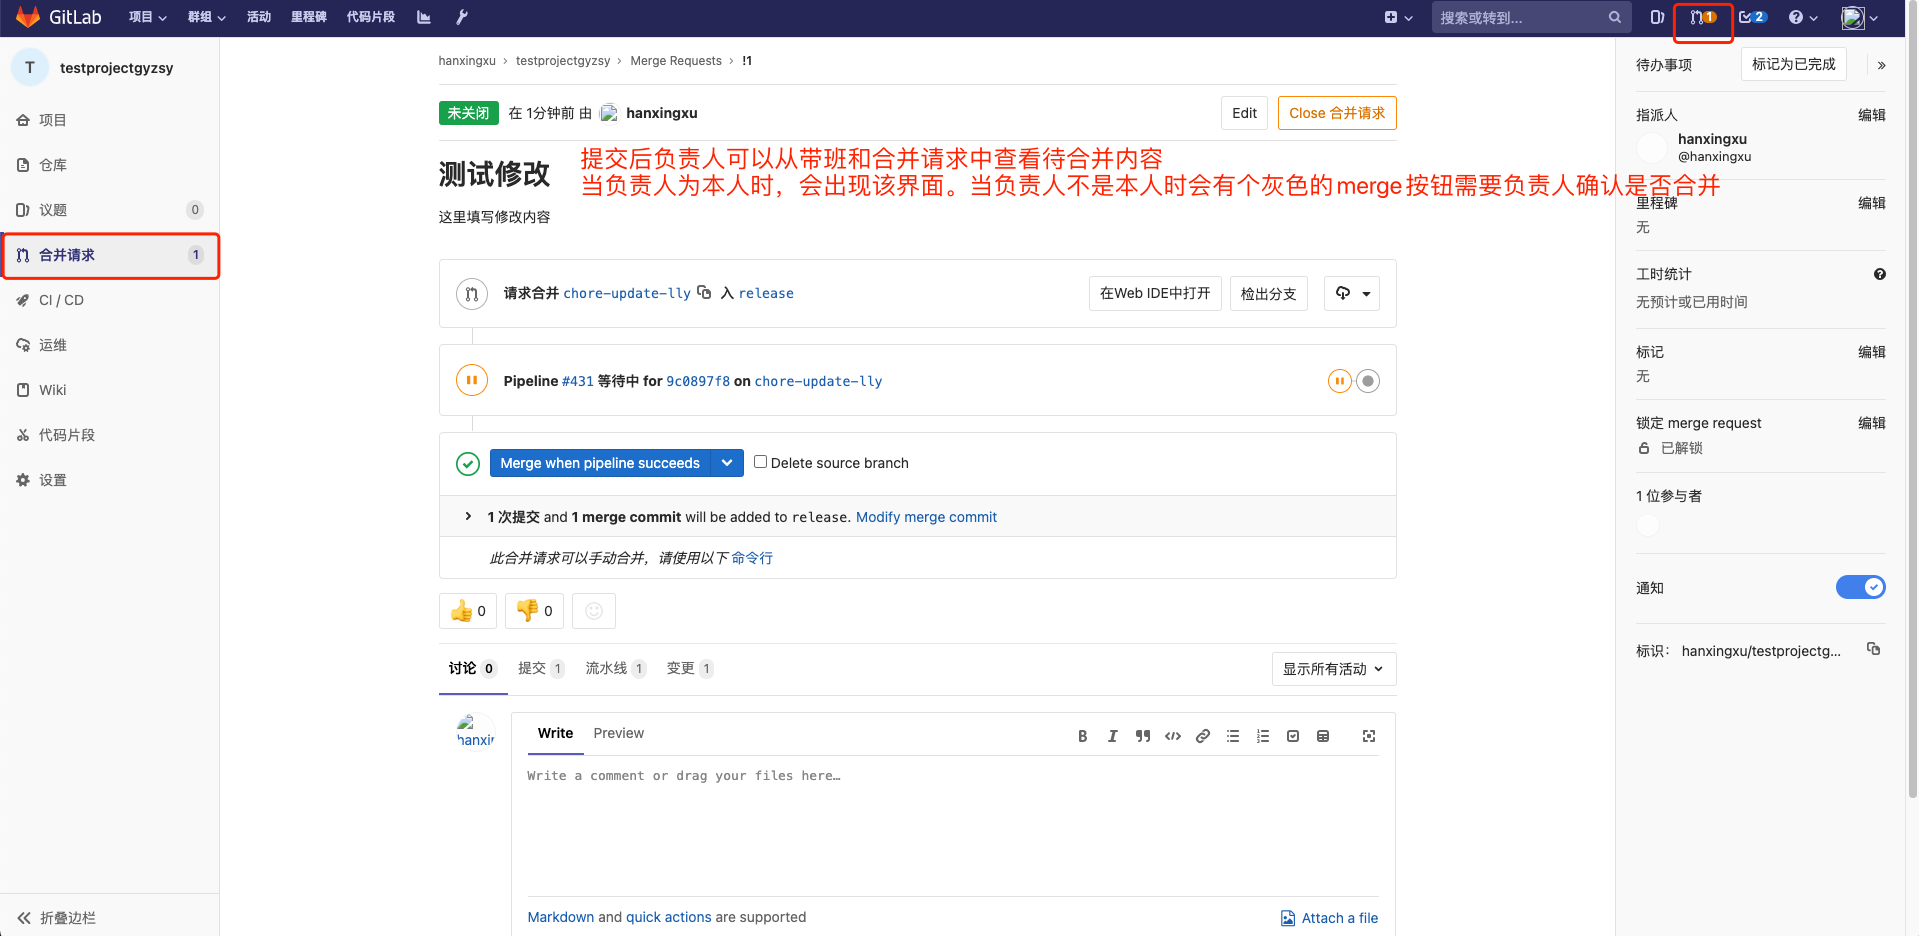 GitLab 项目 群组 活动 里程碑 代码片段 搜索或转到... 1 2
T testprojectgyzsy
项目
仓库
议题 0
合并请求 1
CI / CD
运维
Wiki
代码片段
设置
折叠边栏
hanxingxu › testprojectgyzsy › Merge Requests › !1
未关闭 在 1分钟前 由 hanxingxu Edit Close 合并请求
测试修改
提交后负责人可以从带班和合并请求中查看待合并内容
当负责人为本人时，会出现该界面。当负责人不是本人时会有个灰色的merge按钮需要负责人确认是否合并
这里填写修改内容
请求合并 chore-update-lly 入 release 在Web IDE中打开 检出分支
Pipeline #431 等待中 for 9c0897f8 on chore-update-lly
Merge when pipeline succeeds Delete source branch
1 次提交 and 1 merge commit will be added to release. Modify merge commit
此合并请求可以手动合并，请使用以下 命令行
0 0
讨论 0 提交 1 流水线 1 变更 1 显示所有活动
hanxin
Write Preview
Write a comment or drag your files here…
Markdown and quick actions are supported Attach a file
待办事项 标记为已完成 »
指派人 编辑
hanxingxu
@hanxingxu
里程碑 编辑
无
工时统计
无预计或已用时间
标记 编辑
无
锁定 merge request 编辑
已解锁
1 位参与者
通知
标识： hanxingxu/testprojectg...